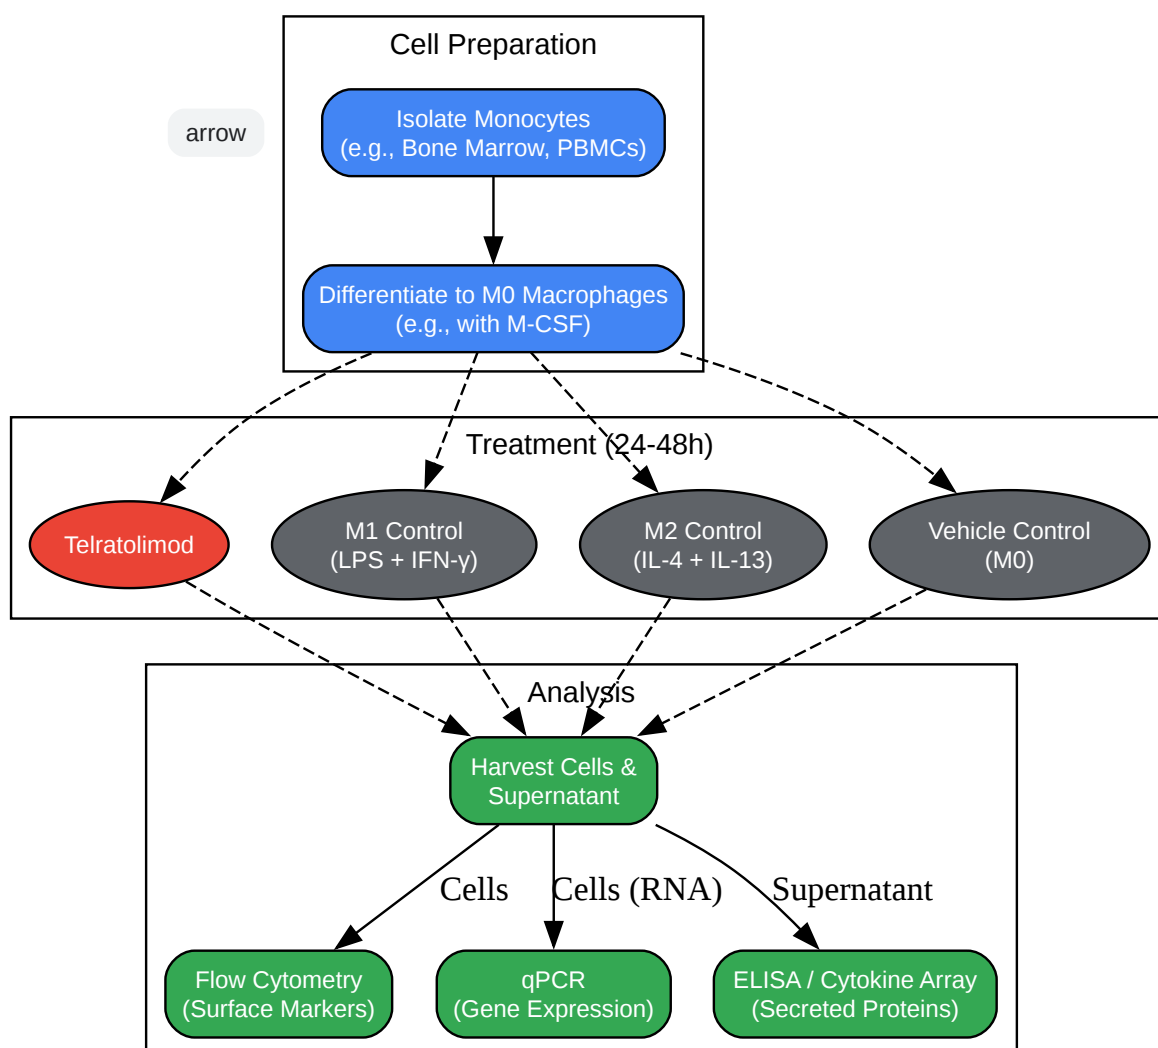 Cell Preparation
arrow
Isolate Monocytes
(e.g., Bone Marrow, PBMCs)
Differentiate to M0 Macrophages
(e.g., with M-CSF)
Treatment (24-48h)
Telratolimod
M1 Control
(LPS + IFN-γ)
M2 Control
(IL-4 + IL-13)
Vehicle Control
(M0)
Analysis
Harvest Cells &
Supernatant
Cells
Cells (RNA)
Supernatant
Flow Cytometry
(Surface Markers)
qPCR
(Gene Expression)
ELISA / Cytokine Array
(Secreted Proteins)